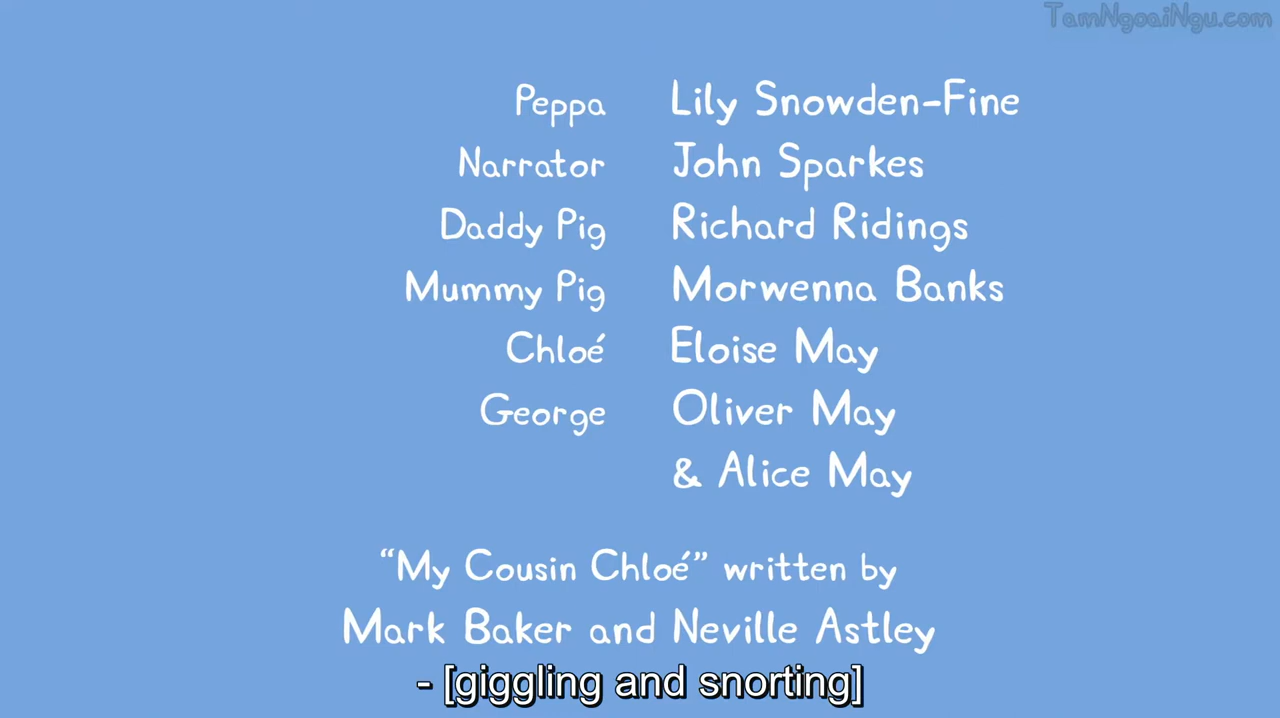 TamNgoaiNgu.com
Peppa Lily Snowden-Fine
Narrator John Sparkes
Daddy Pig Richard Ridings
Mummy Pig Morwenna Banks
Chloé Eloise May
George Oliver May
& Alice May
“My Cousin Chloé” written by
Mark Baker and Neville Astley
- [giggling and snorting]